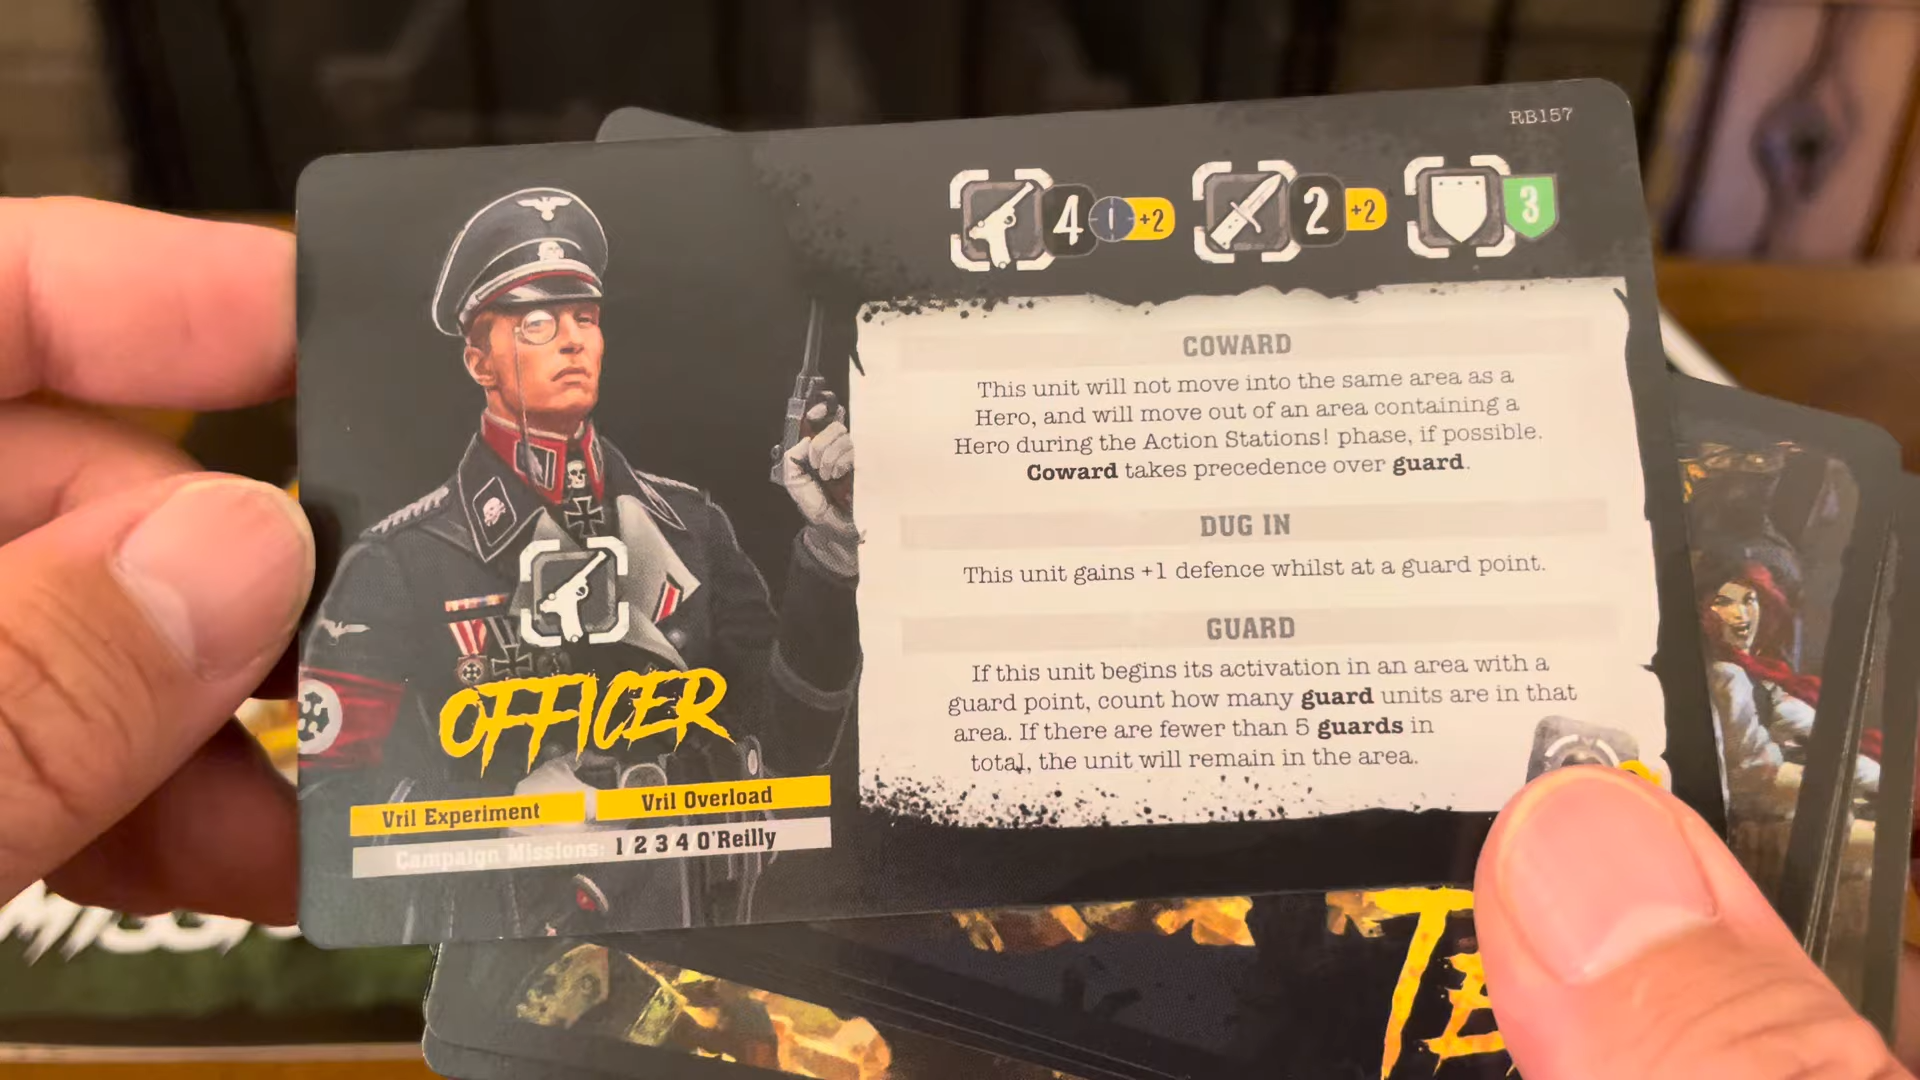 RB157
4 +2
2 +2
3
COWARD
This unit will not move into the same area as a
Hero, and will move out of an area containing a
Hero during the Action Stations! phase, if possible.
Coward takes precedence over guard.
DUG IN
This unit gains +1 defence whilst at a guard point.
GUARD
If this unit begins its activation in an area with a
guard point, count how many guard units are in that
area. If there are fewer than 5 guards in
total, the unit will remain in the area.
OFFICER
Vril Experiment
Vril Overload
Campaign Missions: 1 2 3 4 O'Reilly